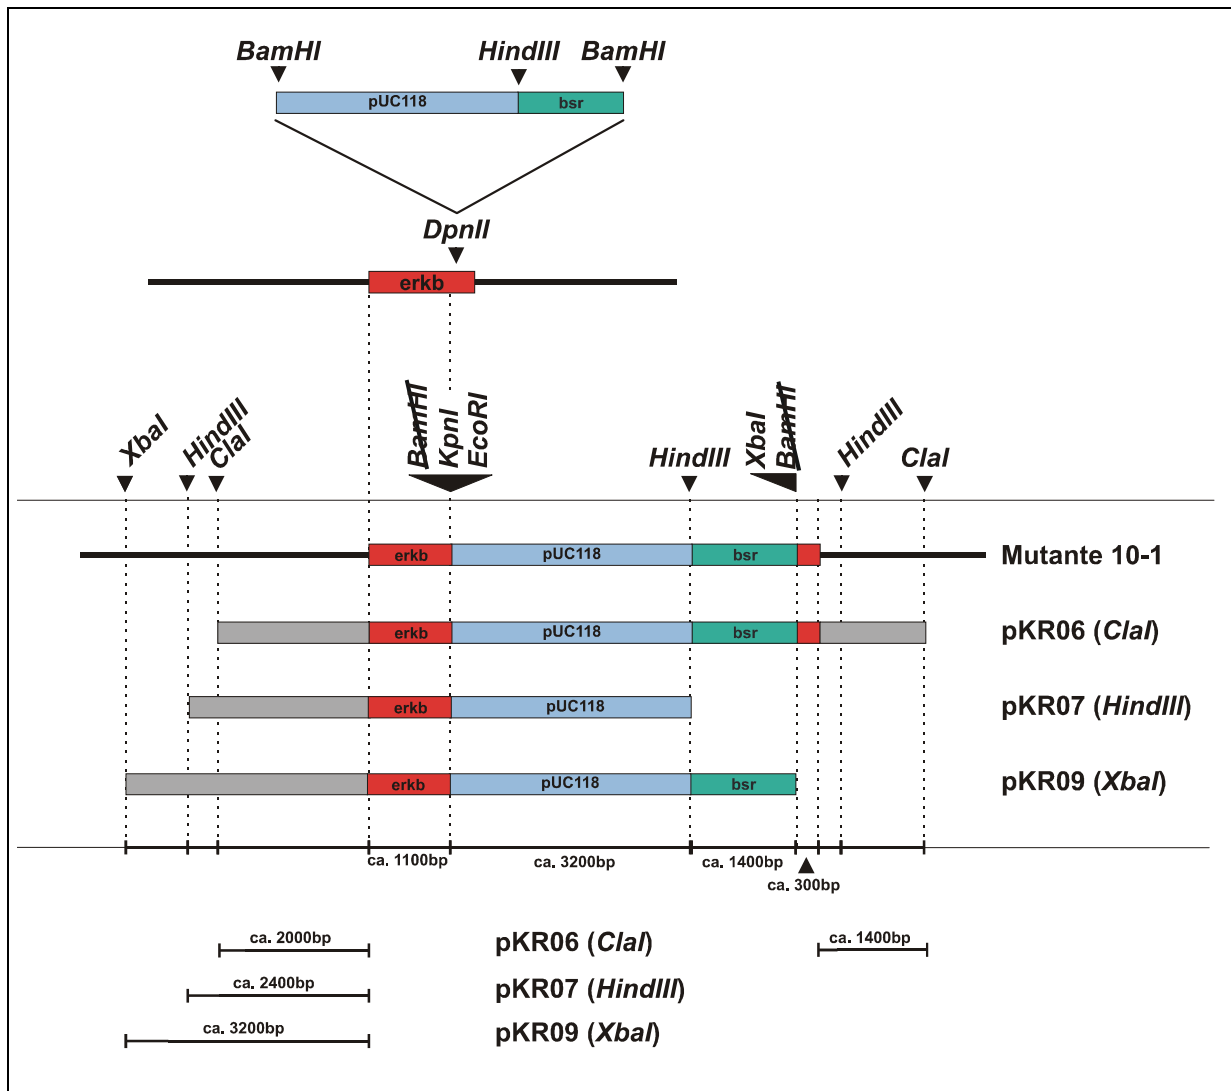 BamHI HindIII BamHI
pUC118 bsr
DpnII
erkb
XbaI HindIII ClaI BamHI KpnI EcoRI HindIII XbaI BamHI HindIII ClaI
erkb pUC118 bsr Mutante 10-1
erkb pUC118 bsr pKR06 (ClaI)
erkb pUC118 pKR07 (HindIII)
erkb pUC118 bsr pKR09 (XbaI)
ca. 1100bp ca. 3200bp ca. 1400bp
ca. 300bp
ca. 2000bp pKR06 (ClaI) ca. 1400bp
ca. 2400bp pKR07 (HindIII)
ca. 3200bp pKR09 (XbaI)